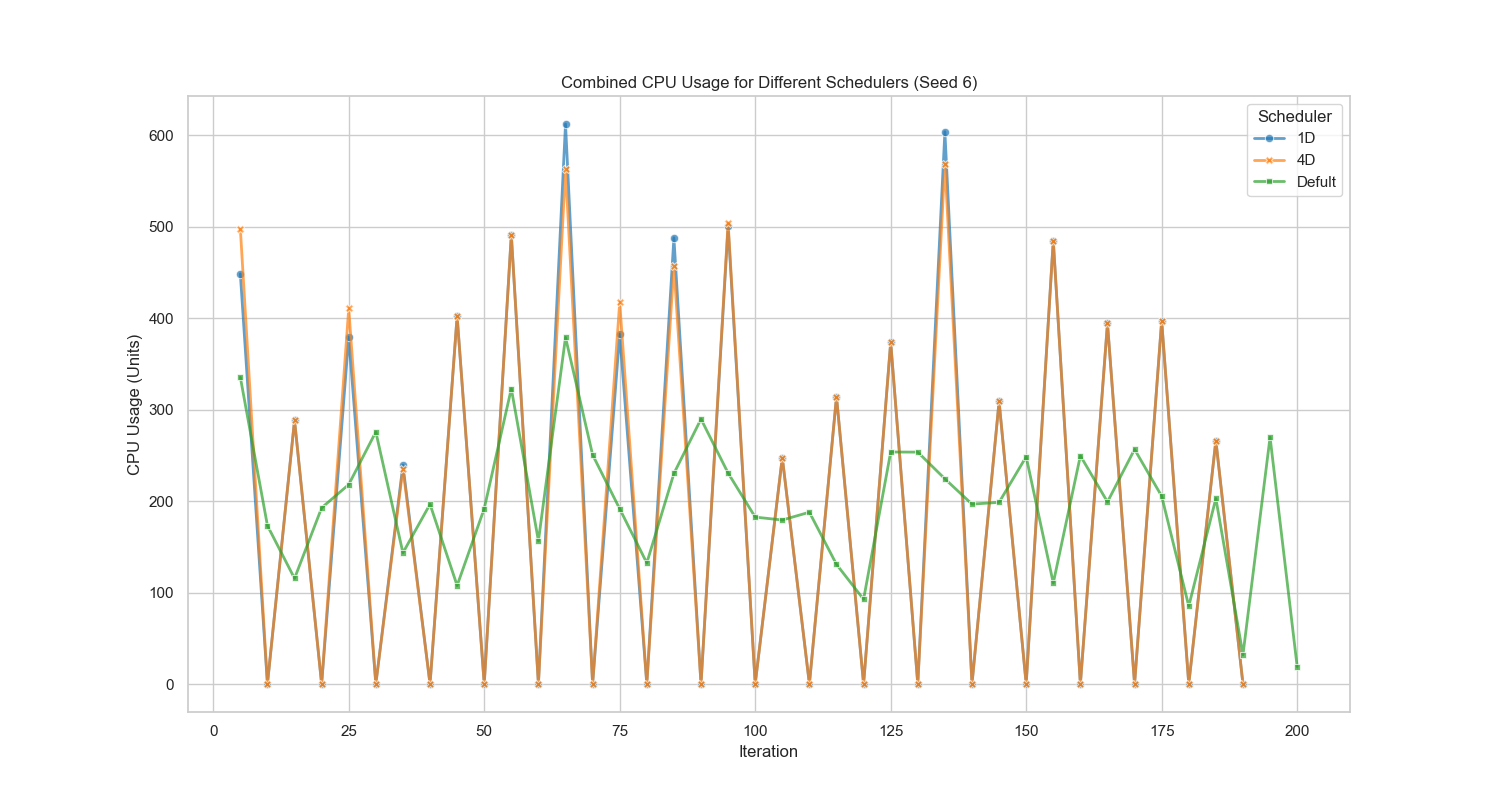 Combined CPU Usage for Different Schedulers (Seed 6)
Scheduler
1D
4D
Defult
CPU Usage (Units)
600
500
400
300
200
100
0
0 25 50 75 100 125 150 175 200
Iteration